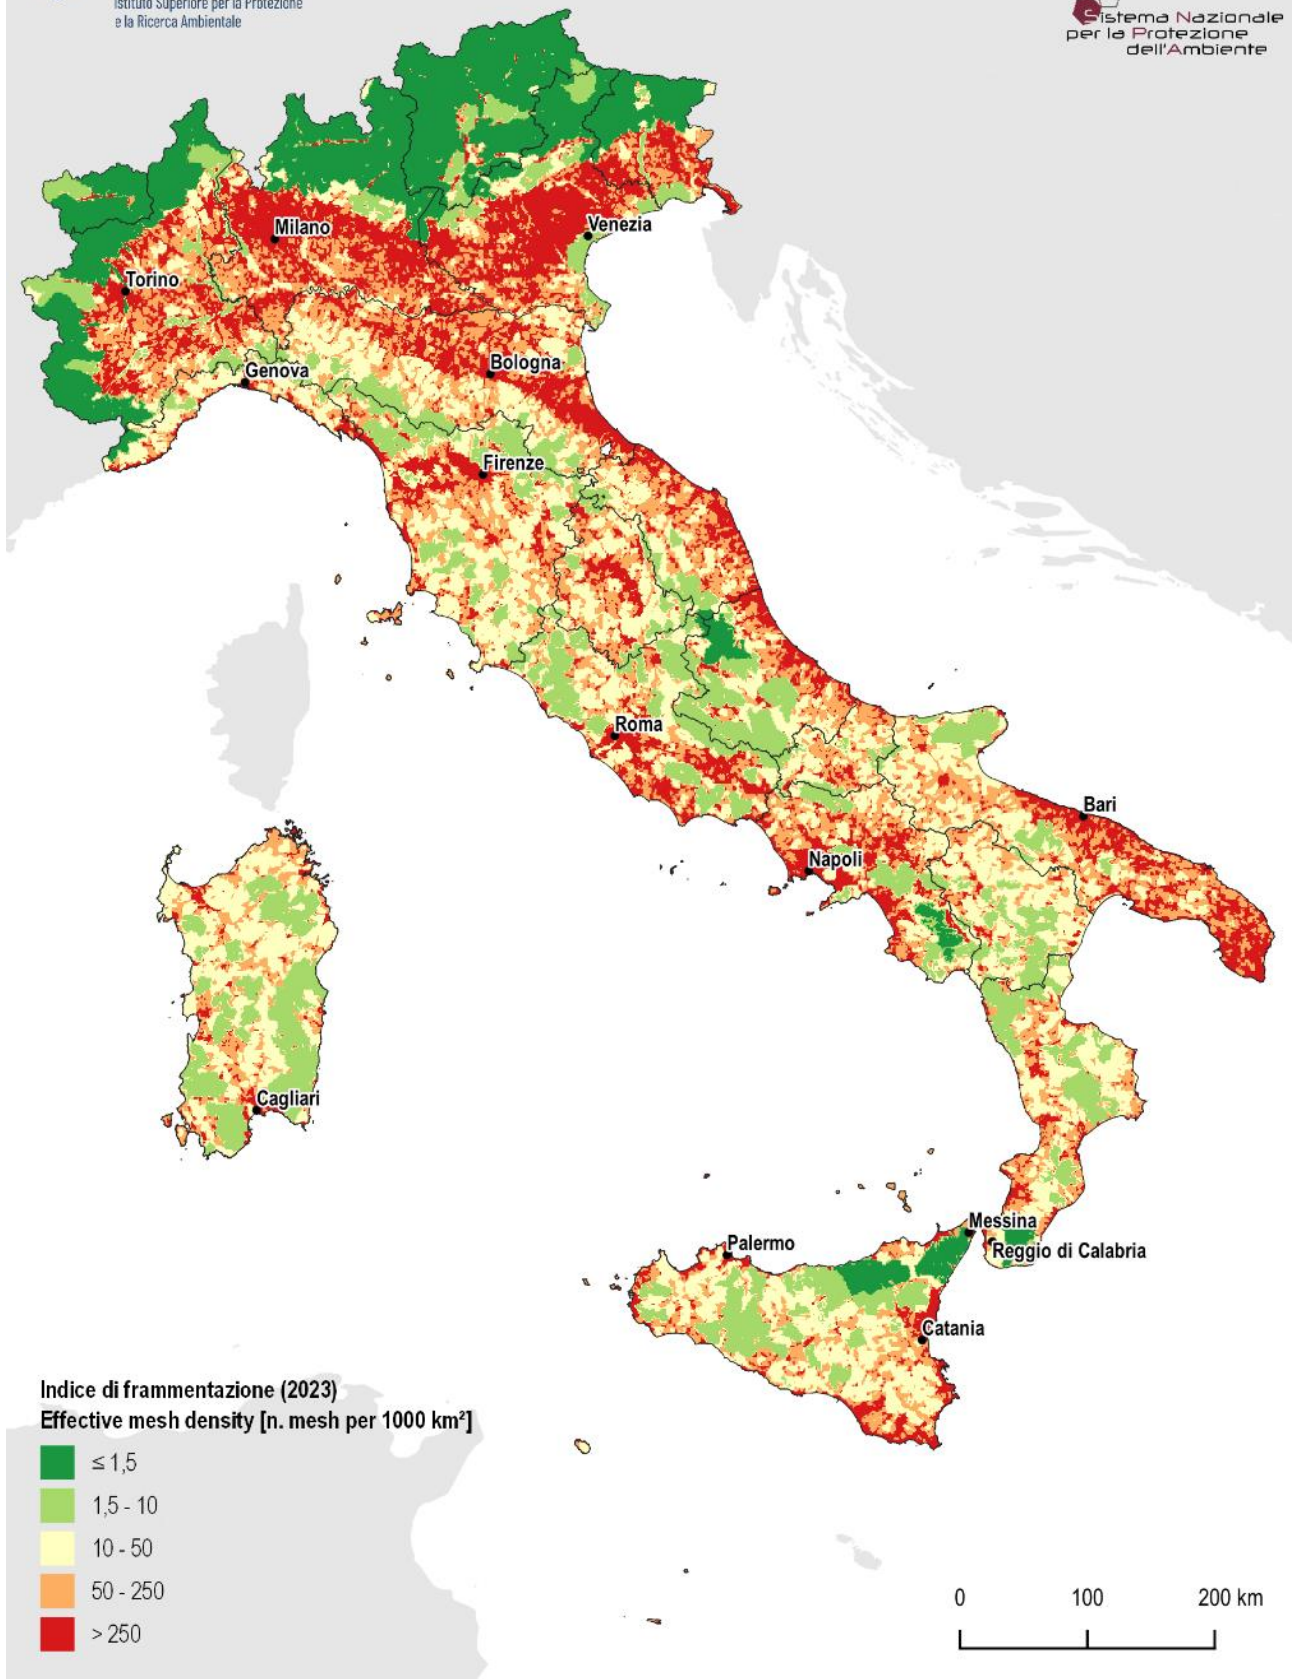 Istituto Superiore per la Protezione
e la Ricerca Ambientale
Sistema Nazionale
per la Protezione
dell'Ambiente
Milano
Venezia
Torino
Genova
Bologna
Firenze
Roma
Bari
Napoli
Cagliari
Messina
Reggio di Calabria
Palermo
Catania
Indice di frammentazione (2023)
Effective mesh density [n. mesh per 1000 km²]
≤ 1,5
1,5 - 10
10 - 50
50 - 250
> 250
0 100 200 km